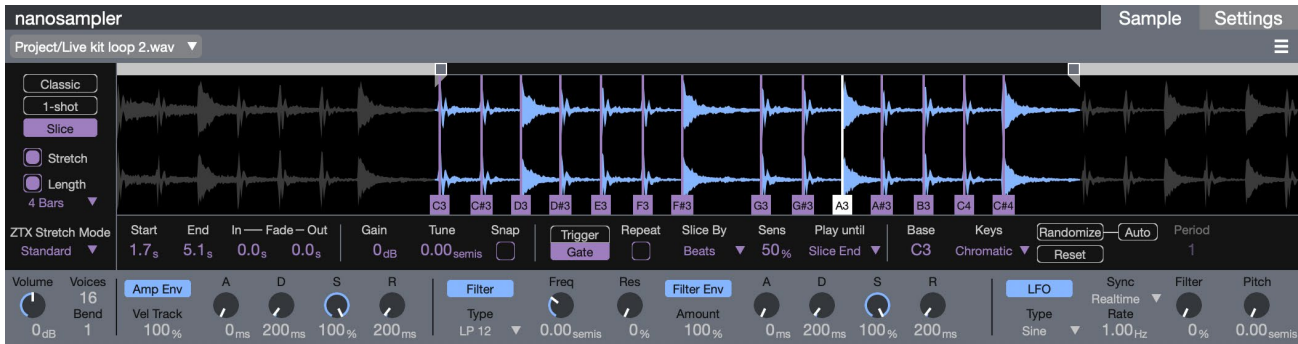 nanosampler Sample Settings
Project/Live kit loop 2.wav ▼
Classic
1-shot
Slice
Stretch
Length
4 Bars ▼
C3 C#3 D3 D#3 E3 F3 F#3 G3 G#3 A3 A#3 B3 C4 C#4
ZTX Stretch Mode Start End In — Fade — Out Gain Tune Snap Trigger Repeat Slice By Sens Play until Base Keys Randomize Auto Period
Standard ▼ 1.7s 5.1s 0.0s 0.0s 0dB 0.00semis Gate Beats ▼ 50% Slice End ▼ C3 Chromatic ▼ Reset 1
Volume Voices Amp Env A D S R Filter Freq Res Filter Env A D S R LFO Sync Filter Pitch
16 Realtime ▼
Bend Vel Track Type Amount Type Rate
0dB 1 100% 0ms 200ms 100% 200ms LP 12 ▼ 0.00semis 0% 100% 0ms 200ms 100% 200ms Sine ▼ 1.00Hz 0% 0.00semis